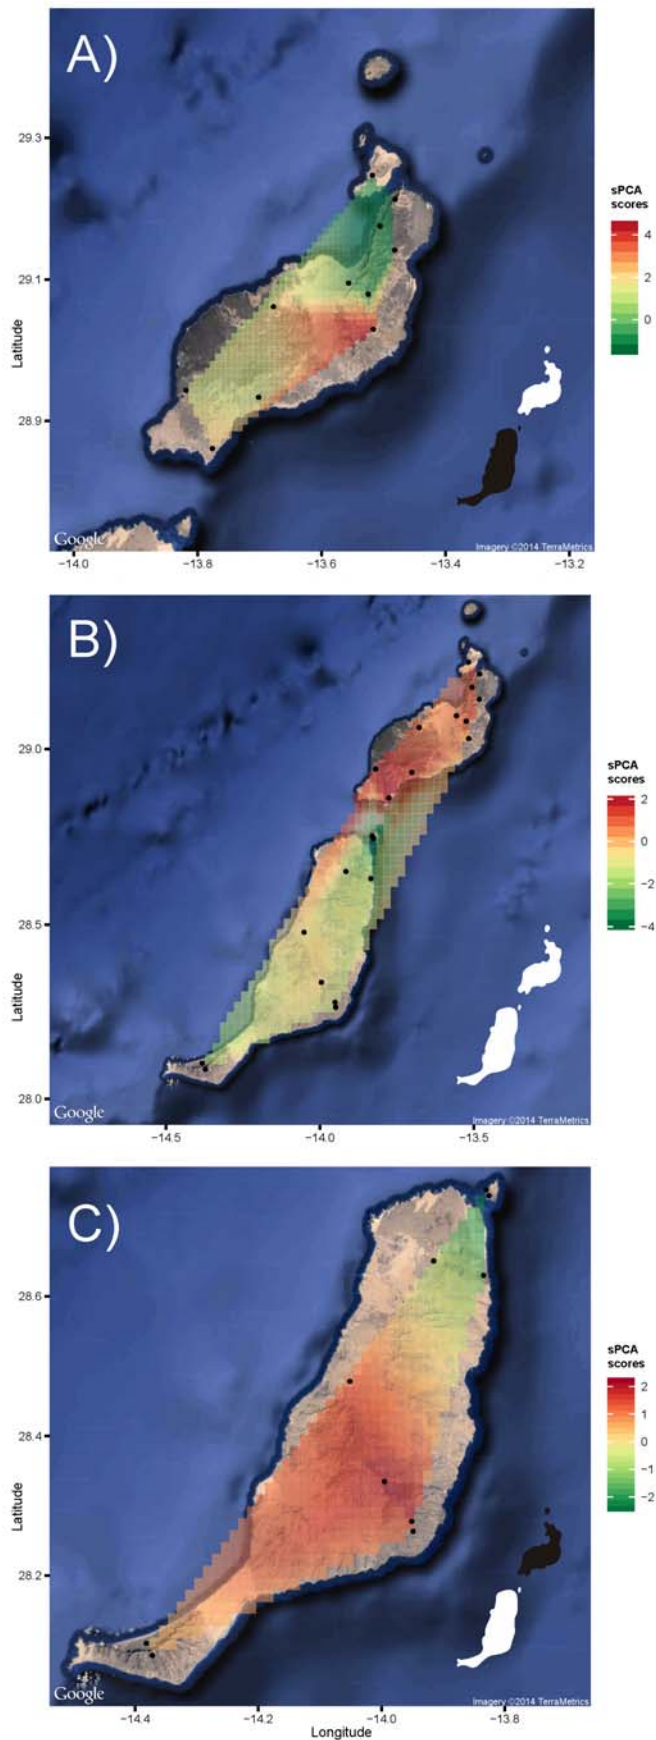 A)
29.3
29.1
28.9
Latitude
sPCA
scores
4
2
0
Google
Imagery ©2014 TerraMetrics
−14.0
−13.8
−13.6
−13.4
−13.2
B)
29.0
28.5
28.0
Latitude
sPCA
scores
2
0
−2
−4
Google
Imagery ©2014 TerraMetrics
−14.5
−14.0
−13.5
C)
28.6
28.4
28.2
Latitude
sPCA
scores
2
1
0
−1
−2
Google
Imagery ©2014 TerraMetrics
−14.4
−14.2
−14.0
−13.8
Longitude